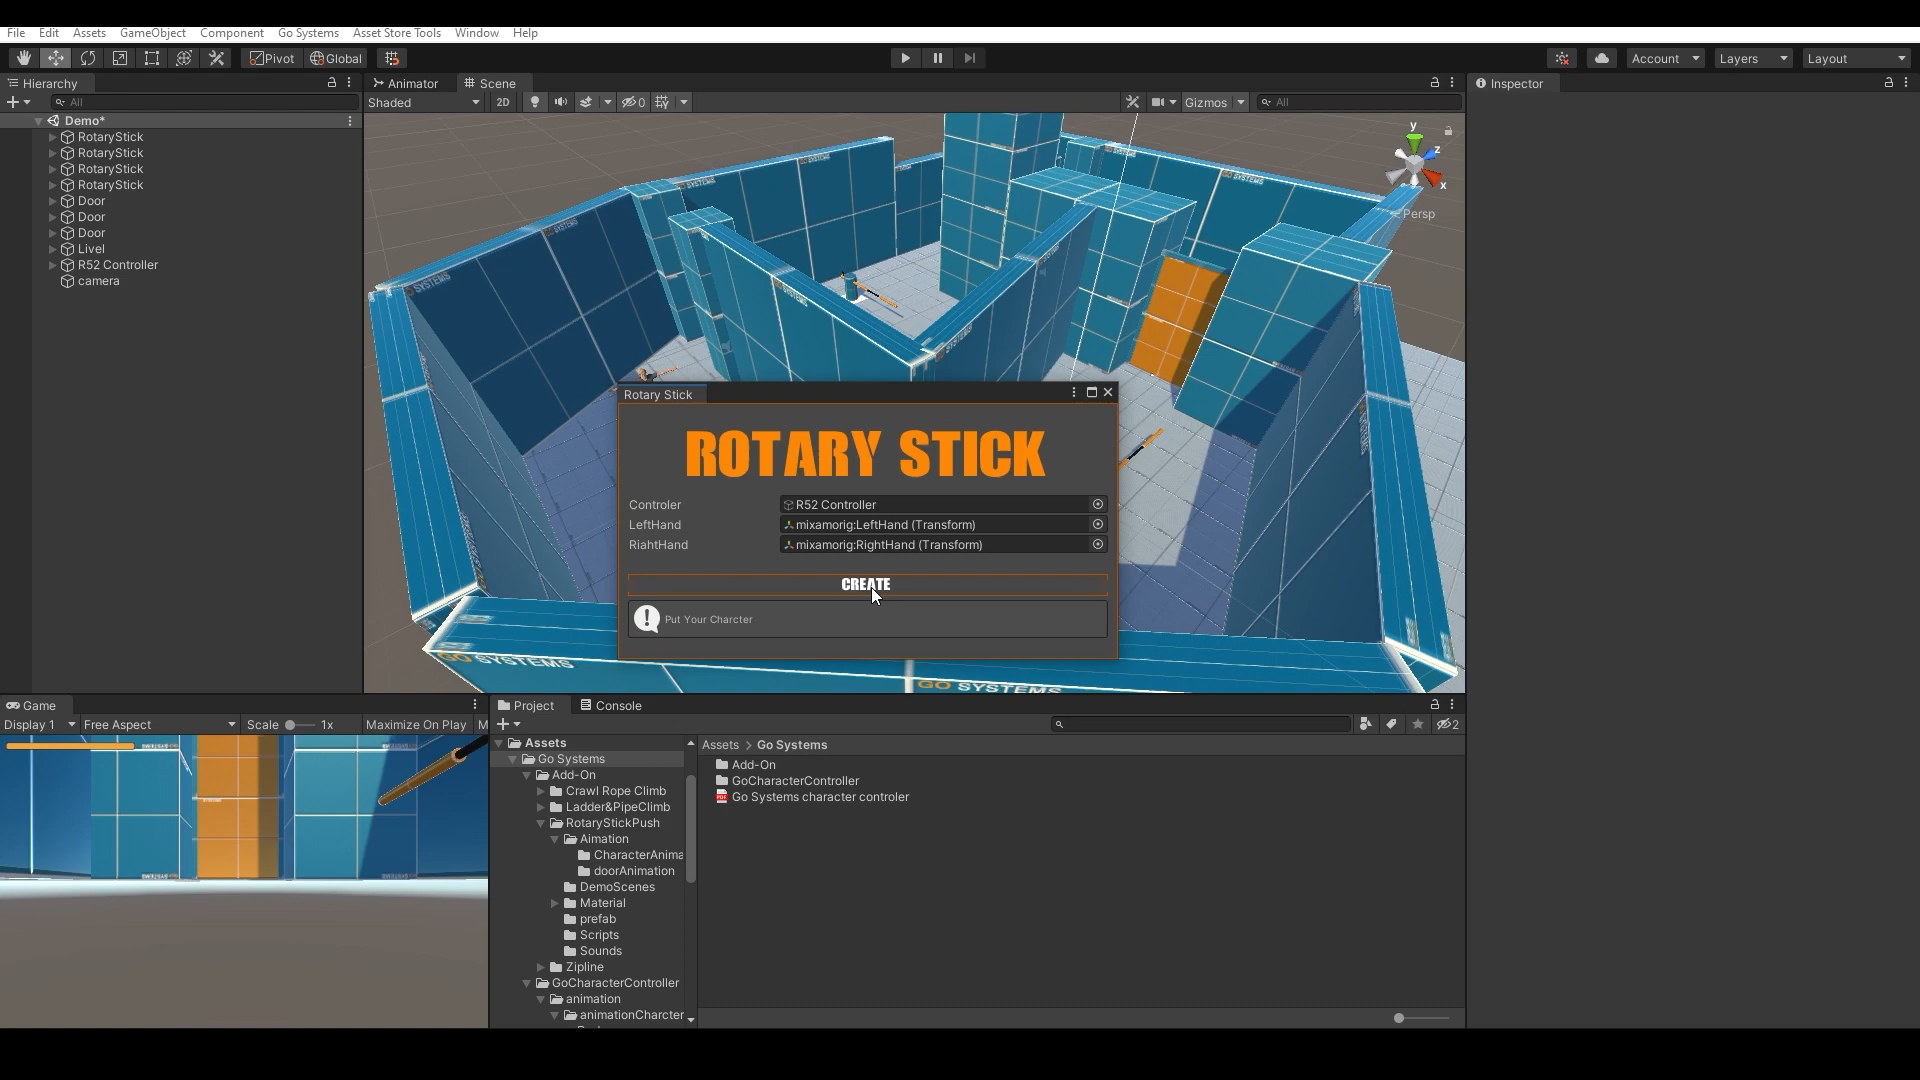 File Edit Assets GameObject Component Go Systems Asset Store Tools Window Help
Pivot Global Account Layers Layout
Hierarchy
All
Demo*
RotaryStick
RotaryStick
RotaryStick
RotaryStick
Door
Door
Door
Livel
R52 Controller
camera
Animator Scene
Shaded 2D 0 Gizmos All
y
z
x
Persp
GO SYSTEMS
GO SYSTEMS
Inspector
Rotary Stick
ROTARY STICK
Controler R52 Controller
LeftHand mixamorig:LeftHand (Transform)
RiahtHand mixamorig:RightHand (Transform)
CREATE
Put Your Charcter
Game
Display 1 Free Aspect Scale 1x Maximize On Play M
Project Console
2
Assets
Go Systems
Add-On
Crawl Rope Climb
Ladder&PipeClimb
RotaryStickPush
Aimation
CharacterAnima
doorAnimation
DemoScenes
Material
prefab
Scripts
Sounds
Zipline
GoCharacterController
animation
animationCharcter
Assets > Go Systems
Add-On
GoCharacterController
Go Systems character controler